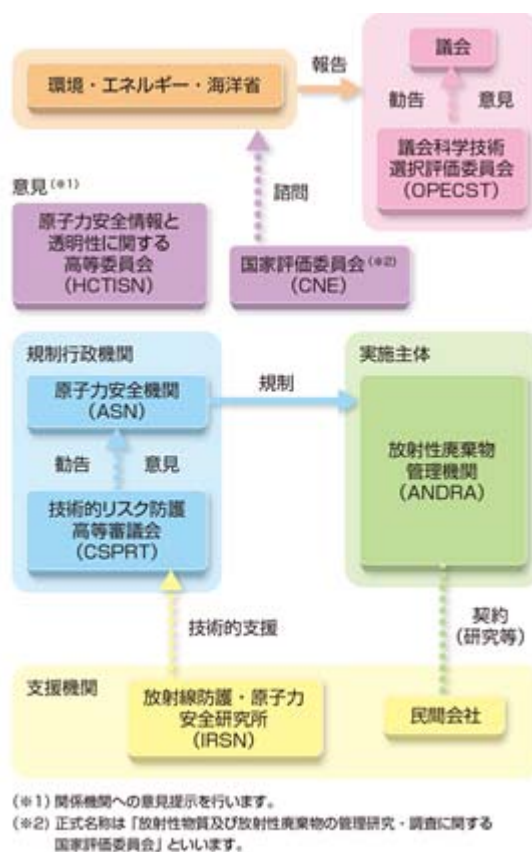 環境・エネルギー・海洋省
報告
議会
勧告 意見
議会科学技術
選択評価委員会
(OPECST)
意見(※1)
原子力安全情報と
透明性に関する
高等委員会
(HCTISN)
諮問
国家評価委員会(※2)
(CNE)
規制行政機関
原子力安全機関
(ASN)
勧告 意見
技術的リスク防護
高等審議会
(CSPRT)
規制
実施主体
放射性廃棄物
管理機関
(ANDRA)
技術的支援
契約
(研究等)
支援機関
放射線防護・原子力
安全研究所
(IRSN)
民間会社
(※1) 関係機関への意見提示を行います。
(※2) 正式名称は「放射性物質及び放射性廃棄物の管理研究・調査に関する
国家評価委員会」といいます。